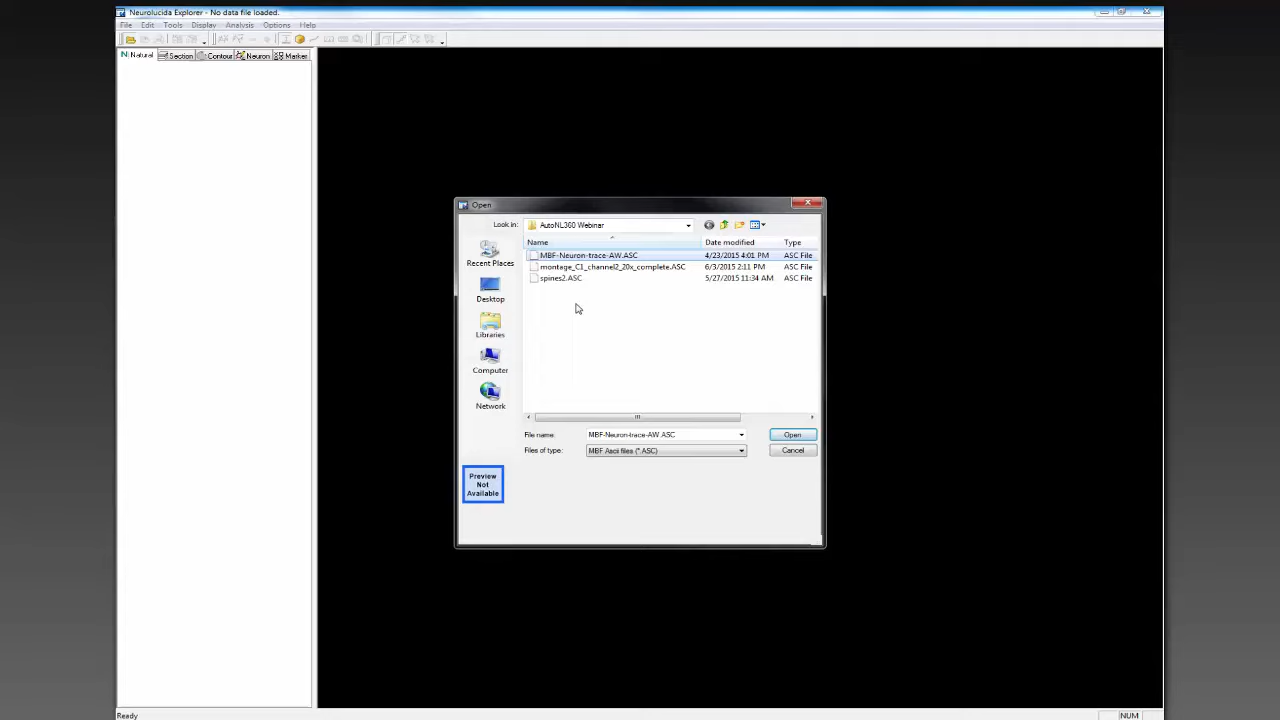 Neurolucida Explorer - No data file loaded.
File Edit Tools Display Analysis Options Help
Natural Section Contour Neuron Marker
Open
Look in: AutoNL360 Webinar
Name Date modified Type
MBF-Neuron-trace-AW.ASC 4/23/2015 4:01 PM ASC File
montage_C1_channel2_20x_complete.ASC 6/3/2015 2:11 PM ASC File
spines2.ASC 5/27/2015 11:34 AM ASC File
Recent Places
Desktop
Libraries
Computer
Network
File name: MBF-Neuron-trace-AW.ASC Open
Files of type: MBF Ascii files (*.ASC) Cancel
Preview
Not
Available
Ready NUM